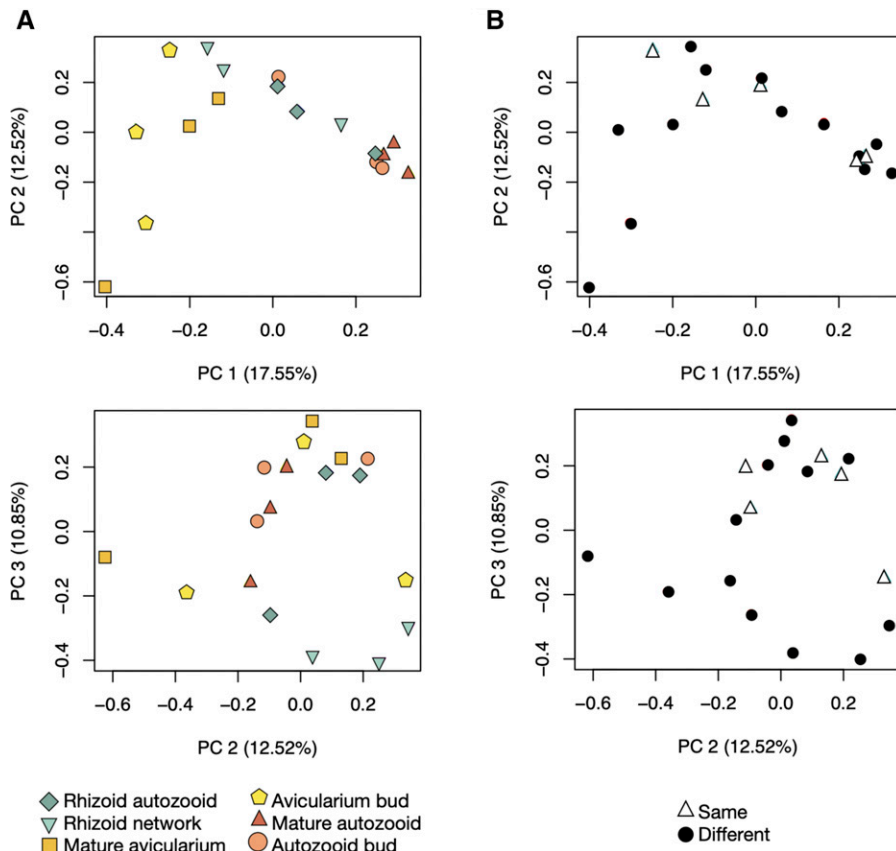 A
B
PC 2 (12.52%)
0.2
−0.2
−0.6
−0.4
−0.2
0.0
0.2
PC 1 (17.55%)
PC 2 (12.52%)
0.2
−0.2
−0.6
−0.4
−0.2
0.0
0.2
PC 1 (17.55%)
PC 3 (10.85%)
0.2
0.0
−0.2
−0.4
−0.6
−0.4
−0.2
0.0
0.2
PC 2 (12.52%)
PC 3 (10.85%)
0.2
0.0
−0.2
−0.4
−0.6
−0.4
−0.2
0.0
0.2
PC 2 (12.52%)
Rhizoid autozooid
Rhizoid network
Mature avicularium
Avicularium bud
Mature autozooid
Autozooid bud
Same
Different